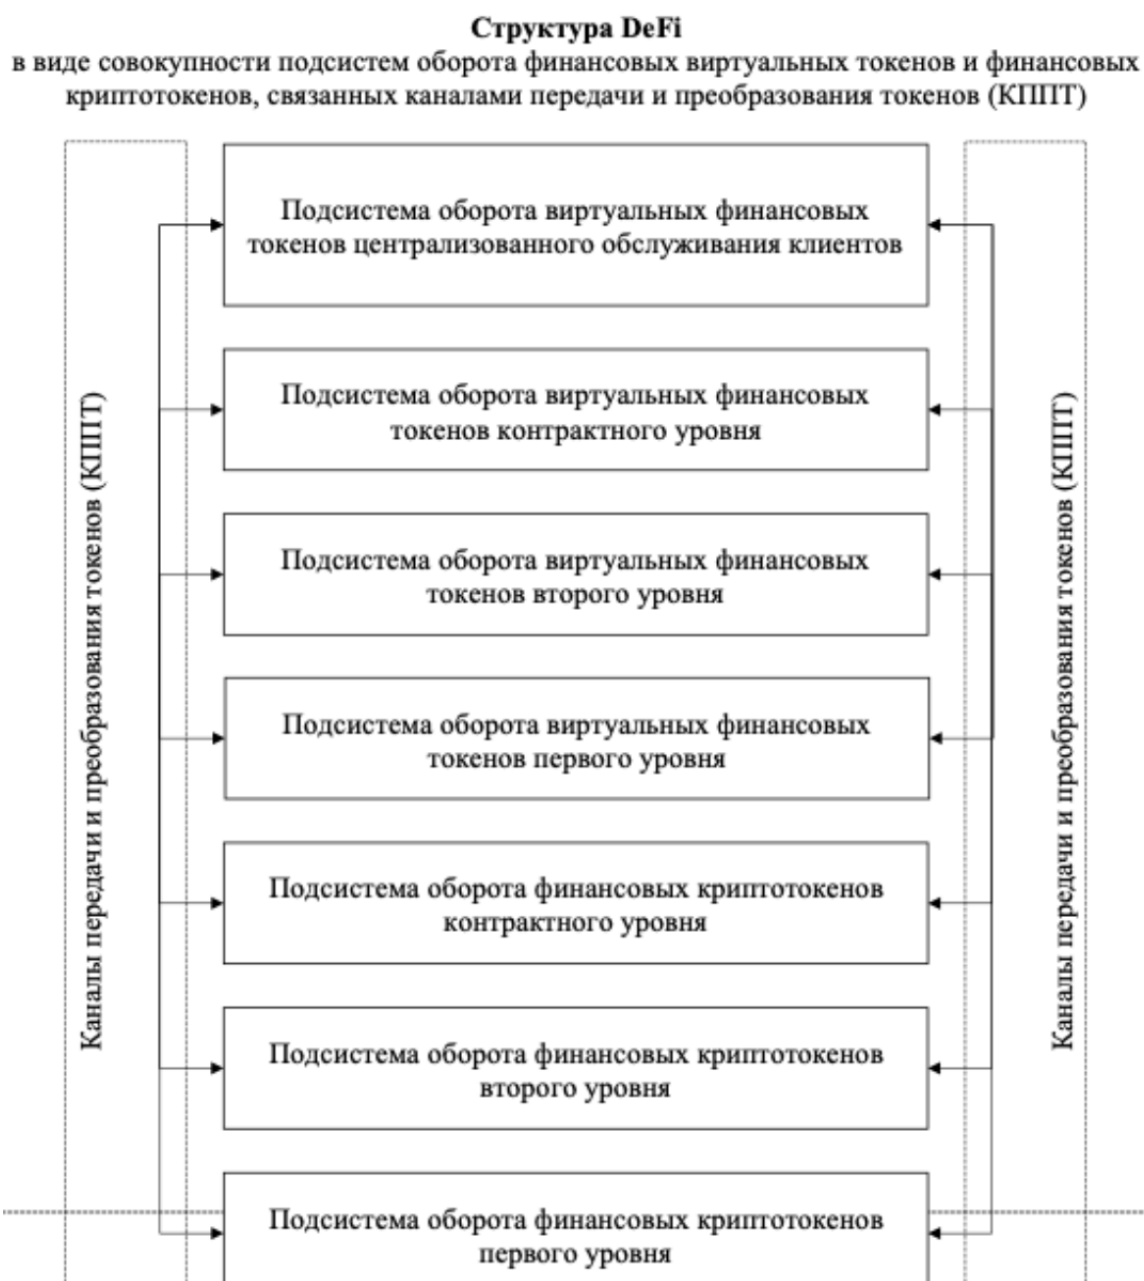 Структура DeFi
в виде совокупности подсистем оборота финансовых виртуальных токенов и финансовых
криптотокенов, связанных каналами передачи и преобразования токенов (КППТ)
Подсистема оборота виртуальных финансовых
токенов централизованного обслуживания клиентов
Подсистема оборота виртуальных финансовых
токенов контрактного уровня
Подсистема оборота виртуальных финансовых
токенов второго уровня
Подсистема оборота виртуальных финансовых
токенов первого уровня
Подсистема оборота финансовых криптотокенов
контрактного уровня
Подсистема оборота финансовых криптотокенов
второго уровня
Подсистема оборота финансовых криптотокенов
первого уровня
Каналы передачи и преобразования токенов (КППТ)
Каналы передачи и преобразования токенов (КППТ)